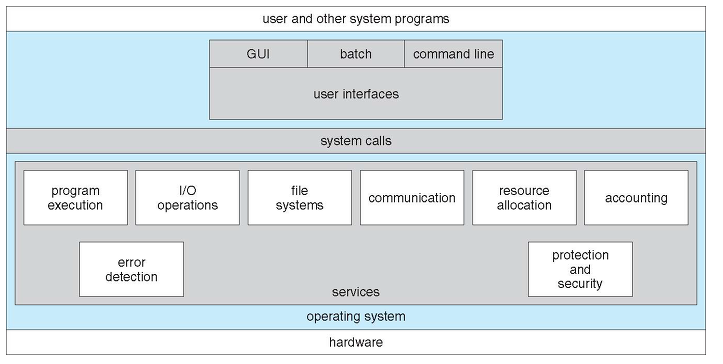 user and other system programs
GUI batch command line
user interfaces
system calls
program execution
I/O operations
file systems
communication
resource allocation
accounting
error detection
protection and security
services
operating system
hardware